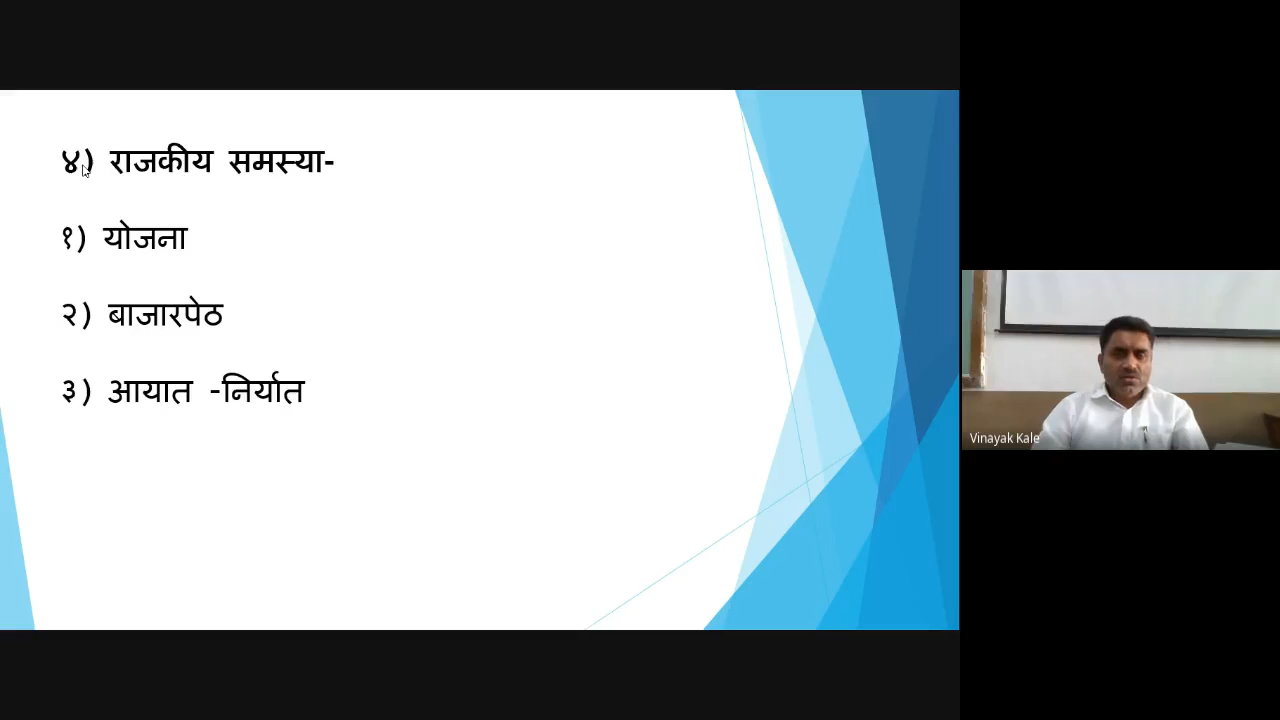 ४) राजकीय समस्या-
१) योजना
२) बाजारपेठ
३) आयात -निर्यात
Vinayak Kale